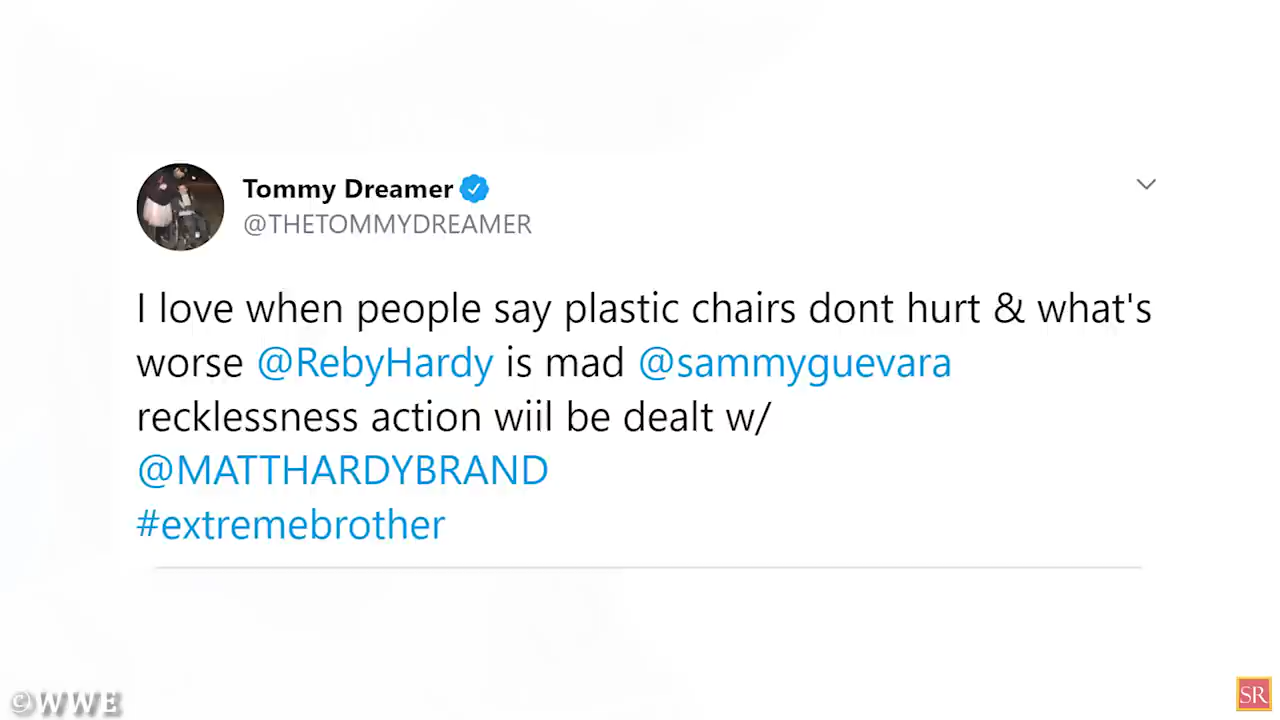 Tommy Dreamer
@THETOMMYDREAMER
I love when people say plastic chairs dont hurt & what's
worse @RebyHardy is mad @sammyguevara
recklessness action wiil be dealt w/
@MATTHARDYBRAND
#extremebrother
©WWE
SR